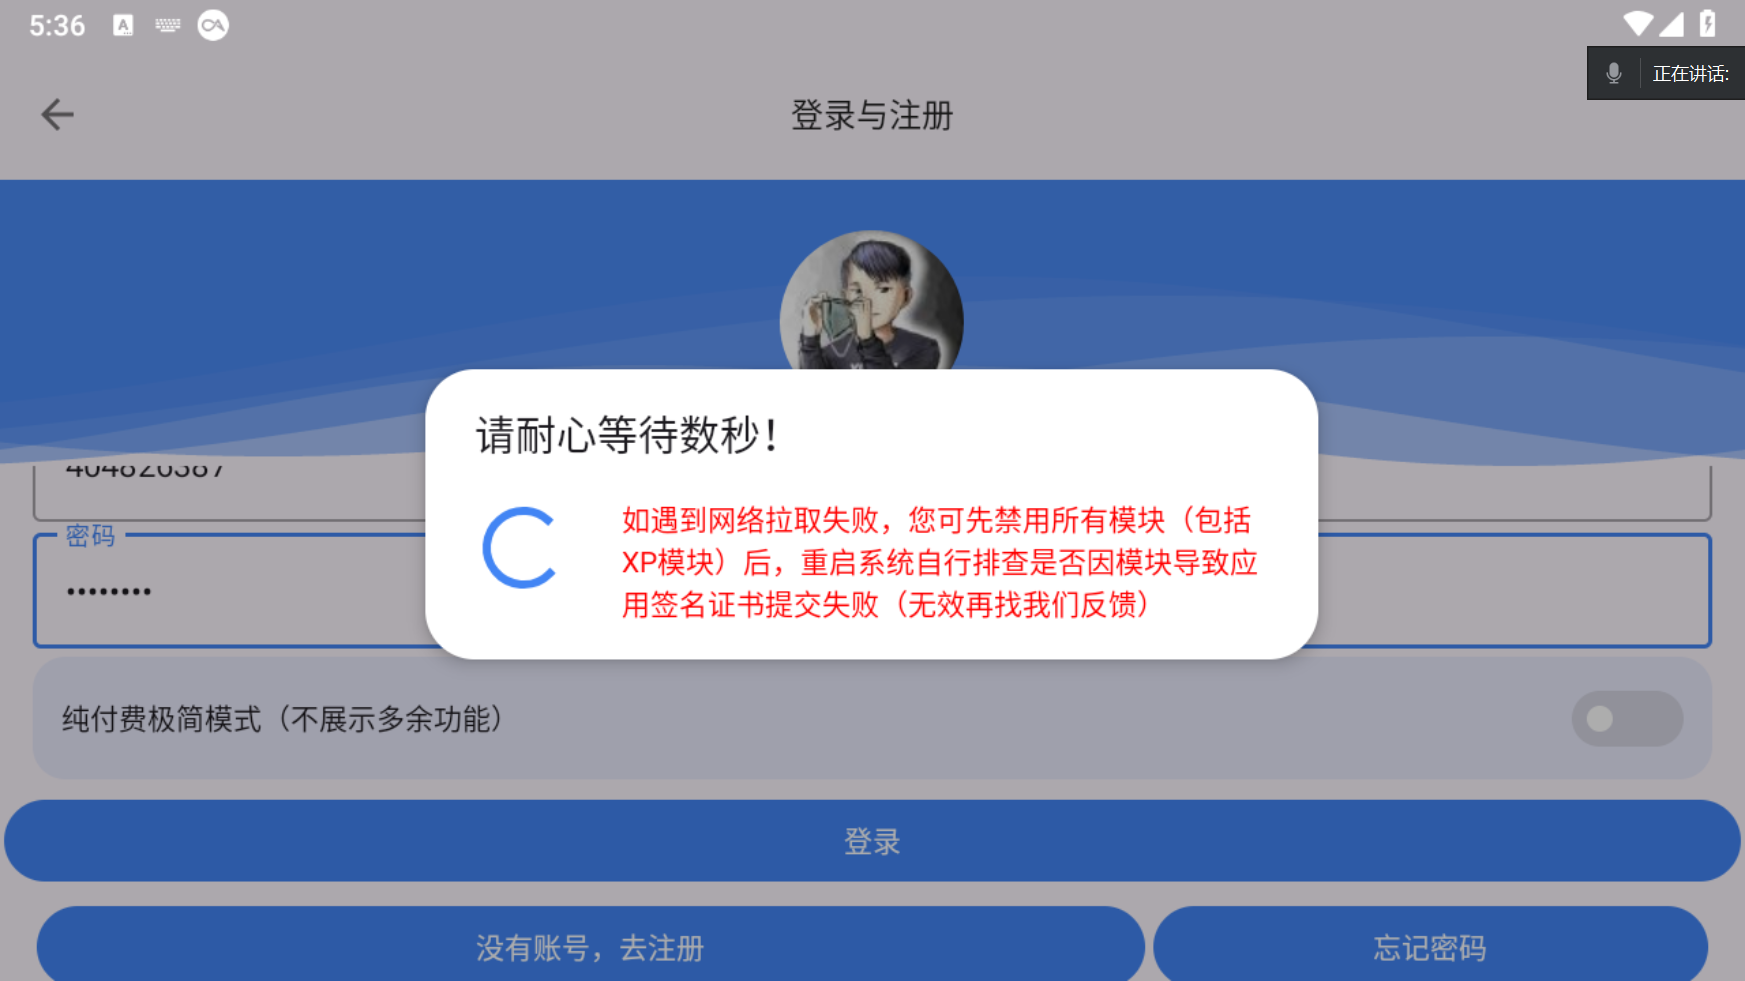 5:36
正在讲话:
登录与注册
请耐心等待数秒！
如遇到网络拉取失败，您可先禁用所有模块（包括
XP模块）后，重启系统自行排查是否因模块导致应
用签名证书提交失败（无效再找我们反馈）
密码
••••••••
纯付费极简模式（不展示多余功能）
登录
没有账号，去注册
忘记密码